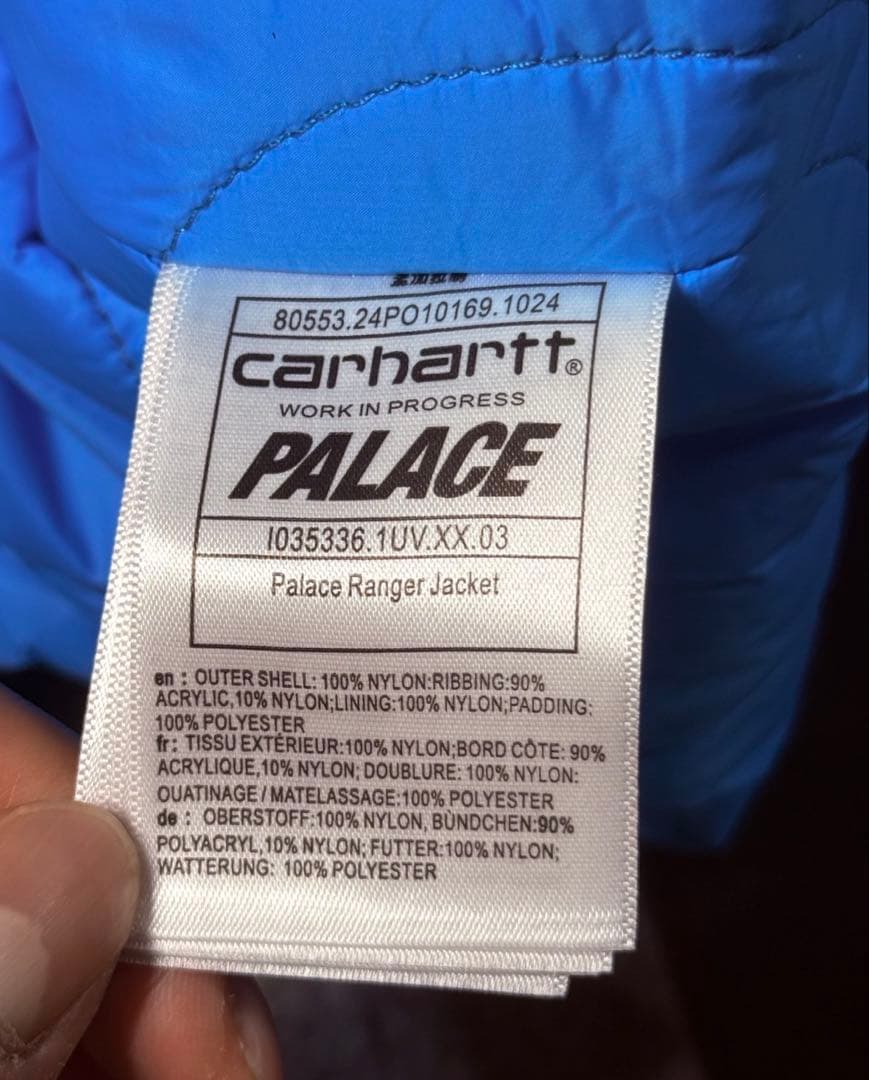 80553.24PO10169.1024
carhartt®
WORK IN PROGRESS
PALACE
I035336.1UV.XX.03
Palace Ranger Jacket
en : OUTER SHELL: 100% NYLON:RIBBING:90%
ACRYLIC,10% NYLON;LINING:100% NYLON;PADDING:
100% POLYESTER
fr: TISSU EXTÉRIEUR:100% NYLON;BORD CÔTE: 90%
ACRYLIQUE,10% NYLON; DOUBLURE: 100% NYLON:
OUATINAGE / MATELASSAGE:100% POLYESTER
de : OBERSTOFF:100% NYLON, BÙNDCHEN:90%
POLYACRYL,10% NYLON; FUTTER:100% NYLON;
WATTERUNG: 100% POLYESTER